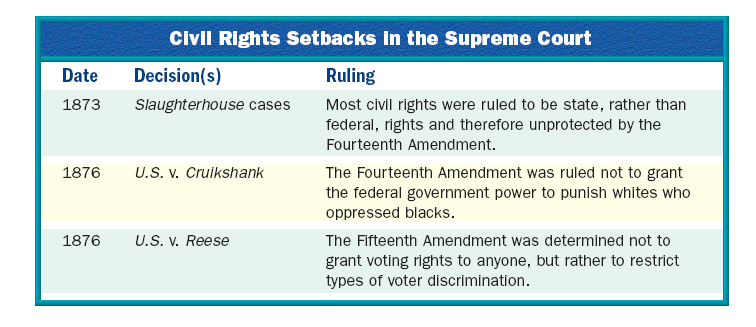 Civil Rights Setbacks in the Supreme Court
Date Decision(s) Ruling
1873 Slaughterhouse cases Most civil rights were ruled to be state, rather than
federal, rights and therefore unprotected by the
Fourteenth Amendment.
1876 U.S. v. Cruikshank The Fourteenth Amendment was ruled not to grant
the federal government power to punish whites who
oppressed blacks.
1876 U.S. v. Reese The Fifteenth Amendment was determined not to
grant voting rights to anyone, but rather to restrict
types of voter discrimination.